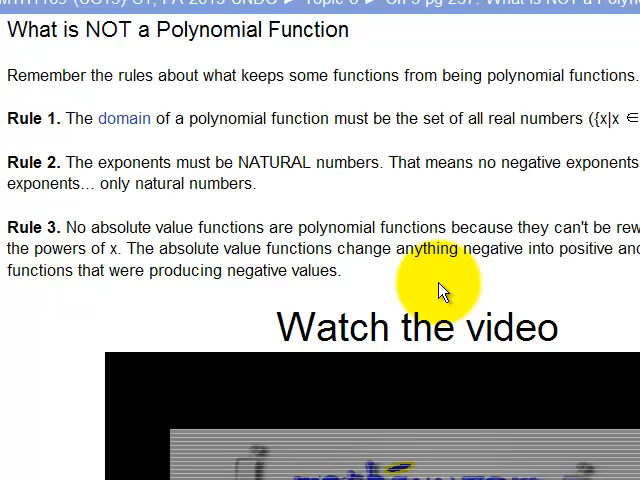 What is NOT a Polynomial Function
Remember the rules about what keeps some functions from being polynomial functions.
Rule 1. The domain of a polynomial function must be the set of all real numbers ({x|x ∈
Rule 2. The exponents must be NATURAL numbers. That means no negative exponents
exponents... only natural numbers.
Rule 3. No absolute value functions are polynomial functions because they can't be rew
the powers of x. The absolute value functions change anything negative into positive and
functions that were producing negative values.
Watch the video